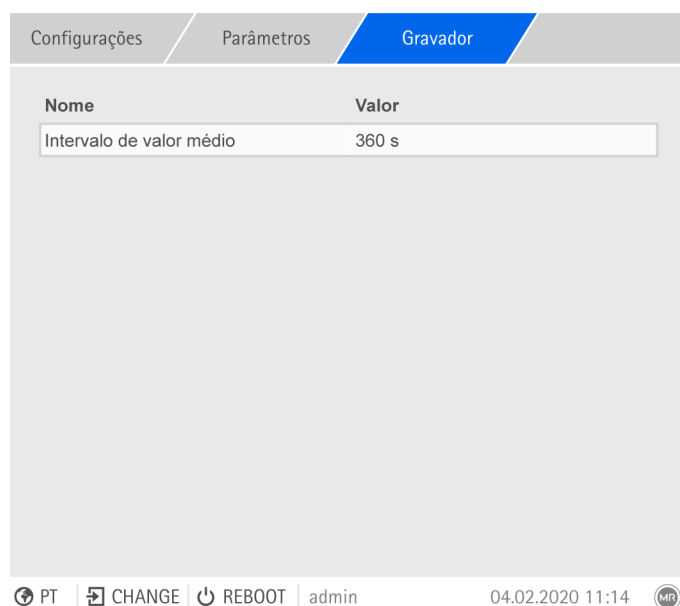 Configurações Parâmetros Gravador
Nome Valor
Intervalo de valor médio 360 s
PT CHANGE REBOOT admin 04.02.2020 11:14 MR